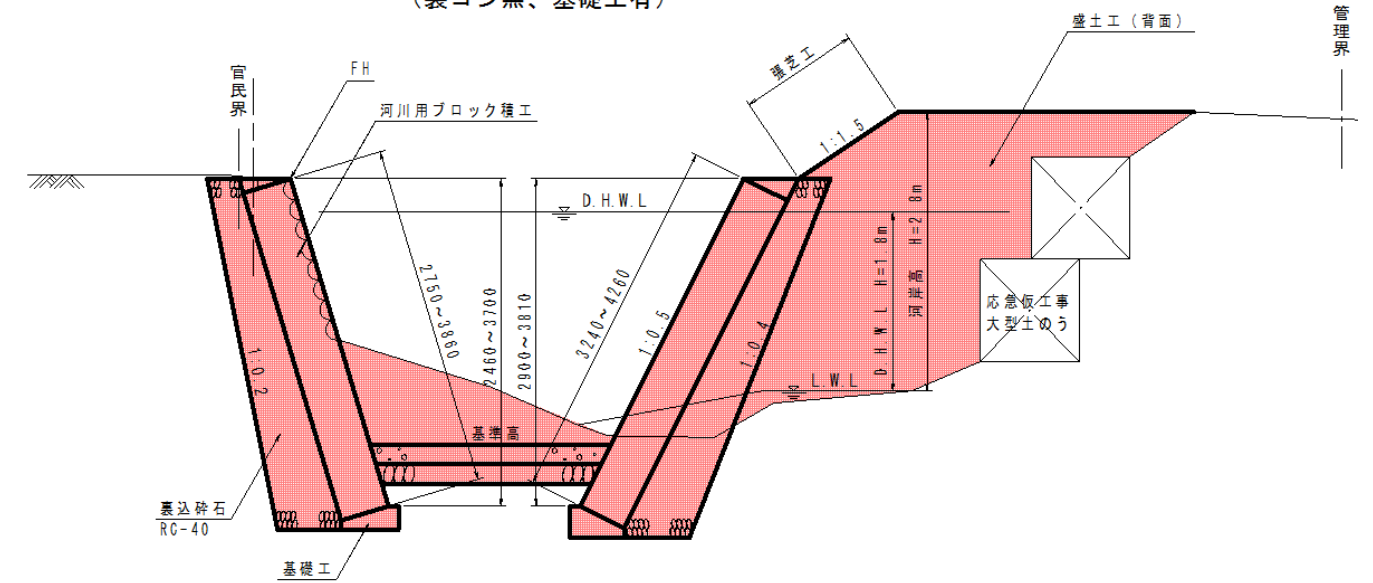 (裏コン無、基礎工有)
盛土工(背面)
管理界
官民界
FH
河川用ブロック積工
張芝工
1:1.5
D.H.W.L
2750~3860
2460~3700
2900~3810
3240~4260
1:0.5
1:0.4
1:0.2
D.H.W.L H=1.8m
河岸高 H=2.8m
応急仮工事
大型土のう
L.W.L
基準高
裏込砕石
RC-40
基礎工